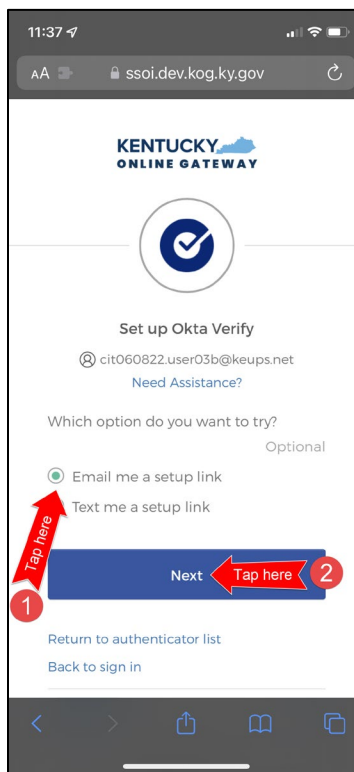 11:37
AA ssoi.dev.kog.ky.gov
KENTUCKY
ONLINE GATEWAY
Set up Okta Verify
cit060822.user03b@keups.net
Need Assistance?
Which option do you want to try?
Optional
Email me a setup link
Text me a setup link
Tap here
1
Next Tap here 2
Return to authenticator list
Back to sign in